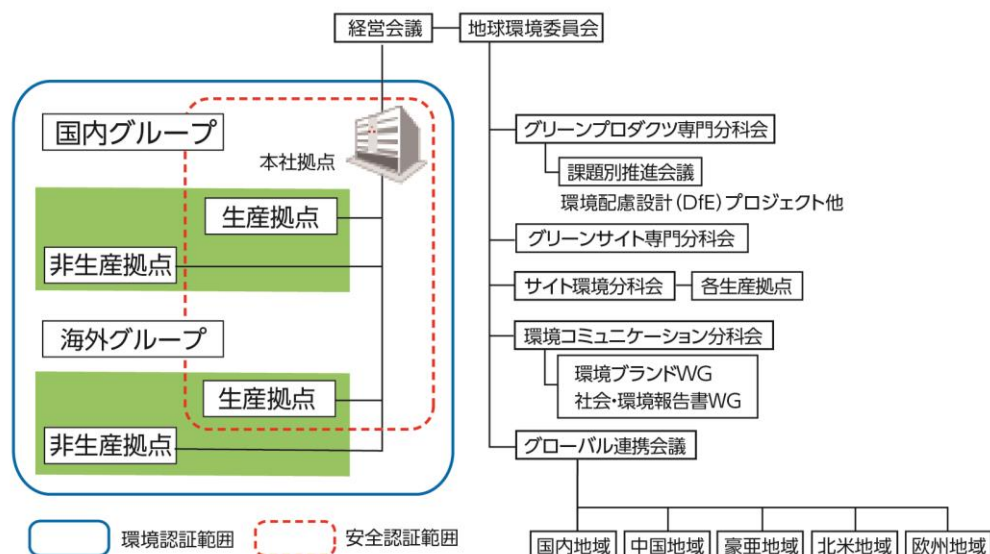 経営会議
地球環境委員会
国内グループ
本社拠点
生産拠点
非生産拠点
海外グループ
生産拠点
非生産拠点
環境認証範囲
安全認証範囲
グリーンプロダクツ専門分科会
課題別推進会議
環境配慮設計(DfE)プロジェクト他
グリーンサイト専門分科会
サイト環境分科会
各生産拠点
環境コミュニケーション分科会
環境ブランドWG
社会・環境報告書WG
グローバル連携会議
国内地域
中国地域
豪亜地域
北米地域
欧州地域